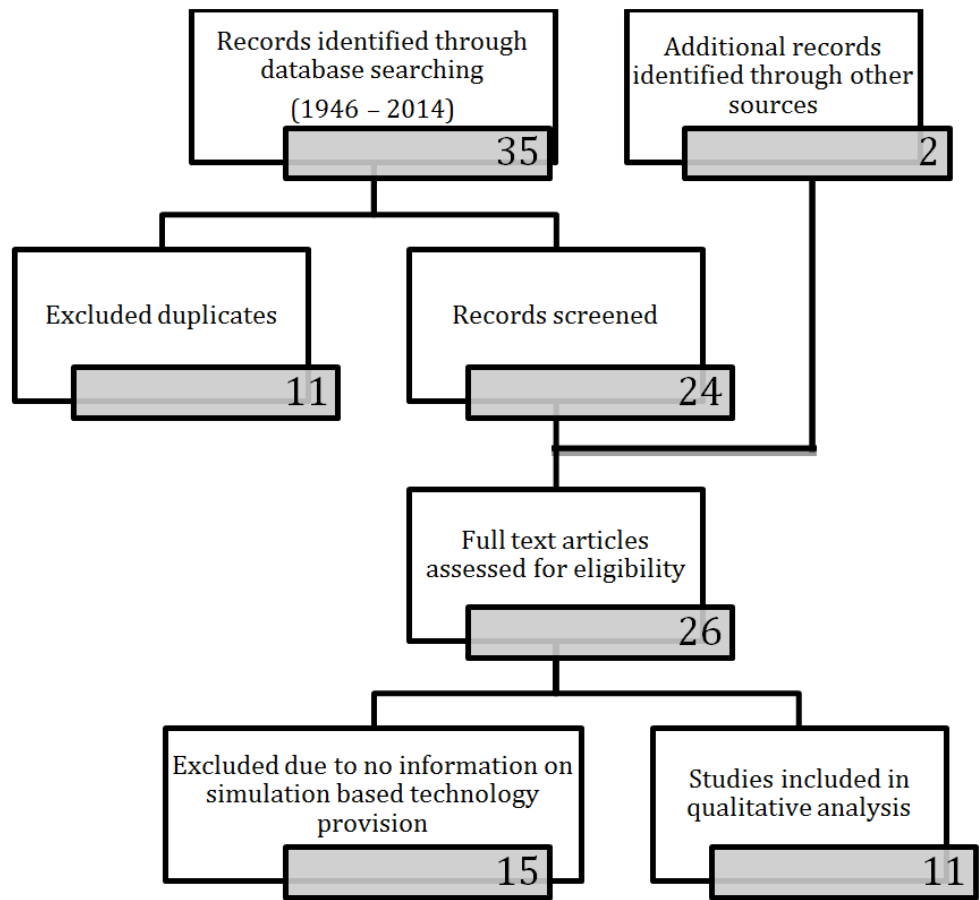 Records identified through
database searching
(1946 – 2014)
35
Additional records
identified through other
sources
2
Excluded duplicates
11
Records screened
24
Full text articles
assessed for eligibility
26
Excluded due to no information on
simulation based technology
provision
15
Studies included in
qualitative analysis
11